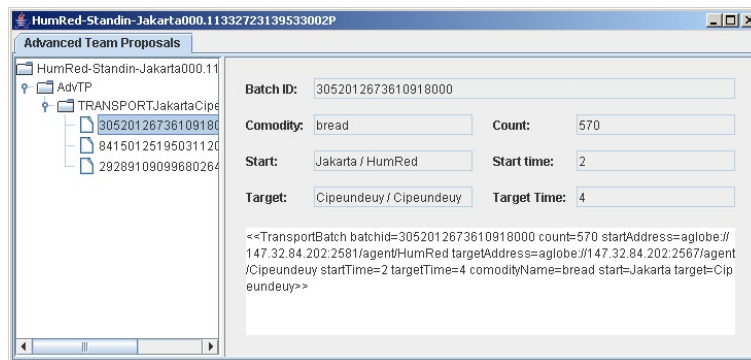 HumRed-Standin-Jakarta000.11332723139533002P
Advanced Team Proposals
HumRed-Standin-Jakarta000.11
AdvTP
TRANSPORTJakartaCipe
30520126736109180
84150125195031120
29289109099680264
Batch ID: 3052012673610918000
Comodity: bread Count: 570
Start: Jakarta / HumRed Start time: 2
Target: Cipeundeuy / Cipeundeuy Target Time: 4
<<TransportBatch batchid=3052012673610918000 count=570 startAddress=aglobe://
147.32.84.202:2581/agent/HumRed targetAddress=aglobe://147.32.84.202:2567/agent
/Cipeundeuy startTime=2 targetTime=4 comodityName=bread start=Jakarta target=Cip
eundeuy>>